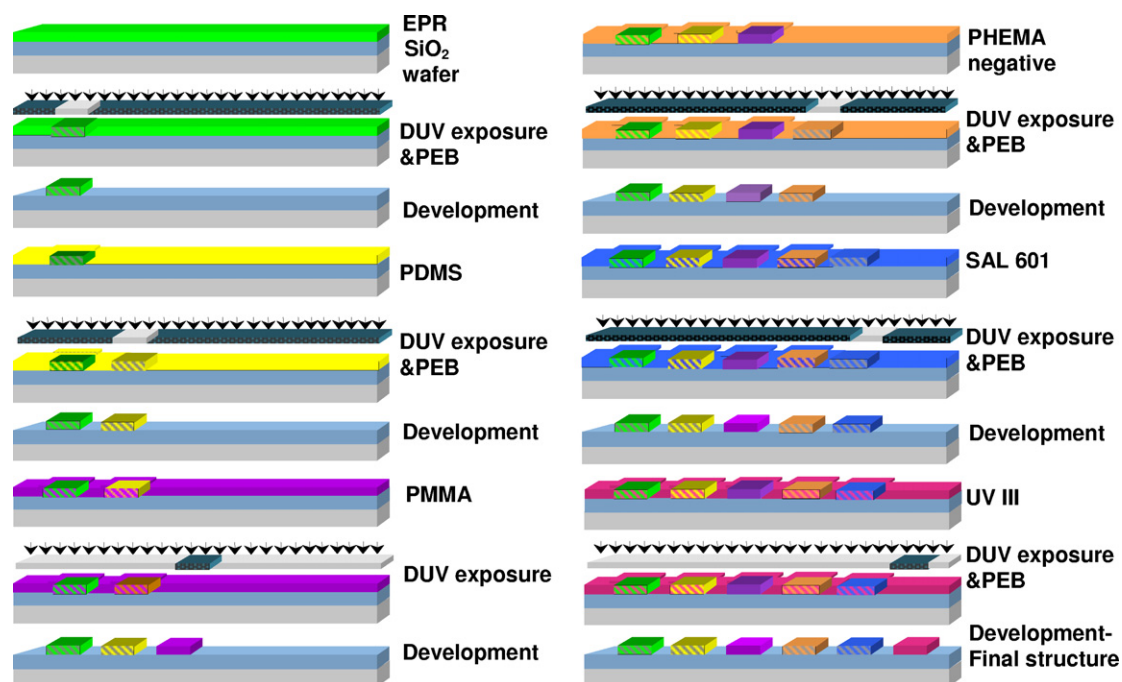 EPR
SiO₂
wafer
DUV exposure
&PEB
Development
PDMS
DUV exposure
&PEB
Development
PMMA
DUV exposure
Development
PHEMA
negative
DUV exposure
&PEB
Development
SAL 601
DUV exposure
&PEB
Development
UV III
DUV exposure
&PEB
Development-
Final structure